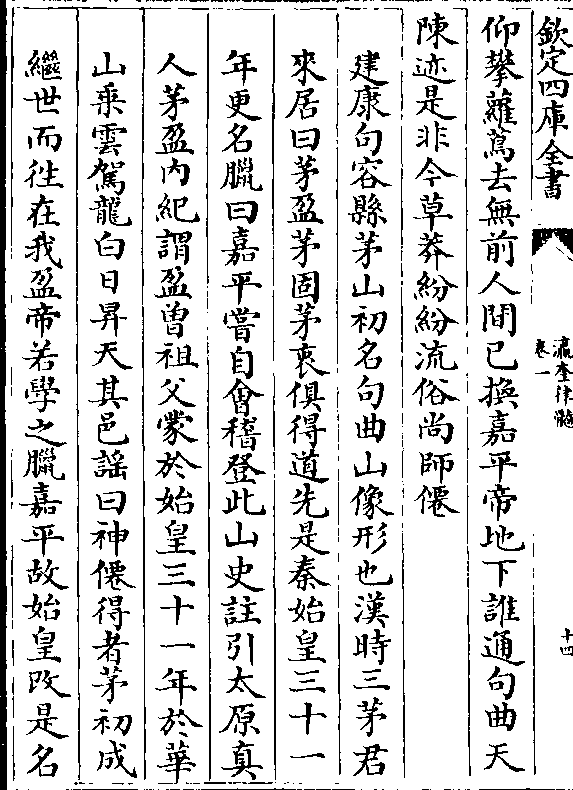 欽定四庫全書
瀛奎律髓
卷一
十四
仰攀蘿蔦去無前人間已換嘉平帝地下誰通句曲天
陳迹是非今草莽紛紛流俗尚師僊
建康句容縣茅山初名句曲山像形也漢時三茅君
來居曰茅盈茅固茅衷俱得道先是秦始皇三十一
年更名臘曰嘉平嘗自會稽登此山史註引太原真
人茅盈內紀謂盈曽祖父蒙於始皇三十一年於華
山乗雲駕龍白日昇天其邑謡曰神僊得者茅初成
繼世而徃在我盈帝若學之臘嘉平故始皇改是名